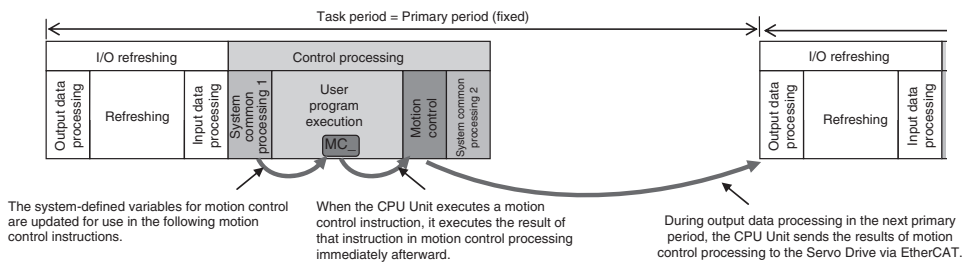 Task period = Primary period (fixed)
I/O refreshing
Control processing
I/O refreshing
Output data
processing
Refreshing
Input data
processing
System
common
processing 1
User
program
execution
MC_
Motion
control
System common
processing 2
Output data
processing
Refreshing
Input data
processing
The system-defined variables for motion control
are updated for use in the following motion
control instructions.
When the CPU Unit executes a motion
control instruction, it executes the result of
that instruction in motion control processing
immediately afterward.
During output data processing in the next primary
period, the CPU Unit sends the results of motion
control processing to the Servo Drive via EtherCAT.